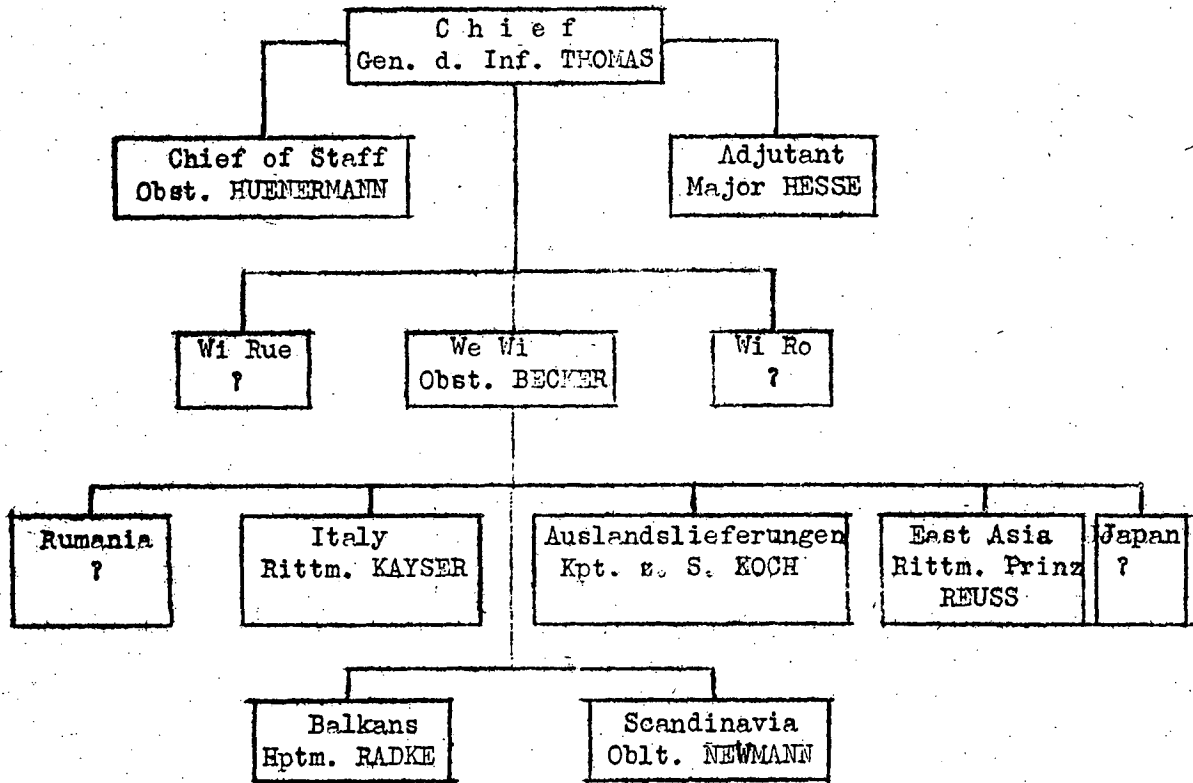 C h i e f
Gen. d. Inf. THOMAS
Chief of Staff
Obst. HUENERMANN
Adjutant
Major HESSE
Wi Rue
?
We Wi
Obst. BECKER
Wi Ro
?
Rumania
?
Italy
Rittm. KAYSER
Auslandslieferungen
Kpt. z. S. KOCH
East Asia
Rittm. Prinz
REUSS
Japan
?
Balkans
Hptm. RADKE
Scandinavia
Oblt. NEWMANN